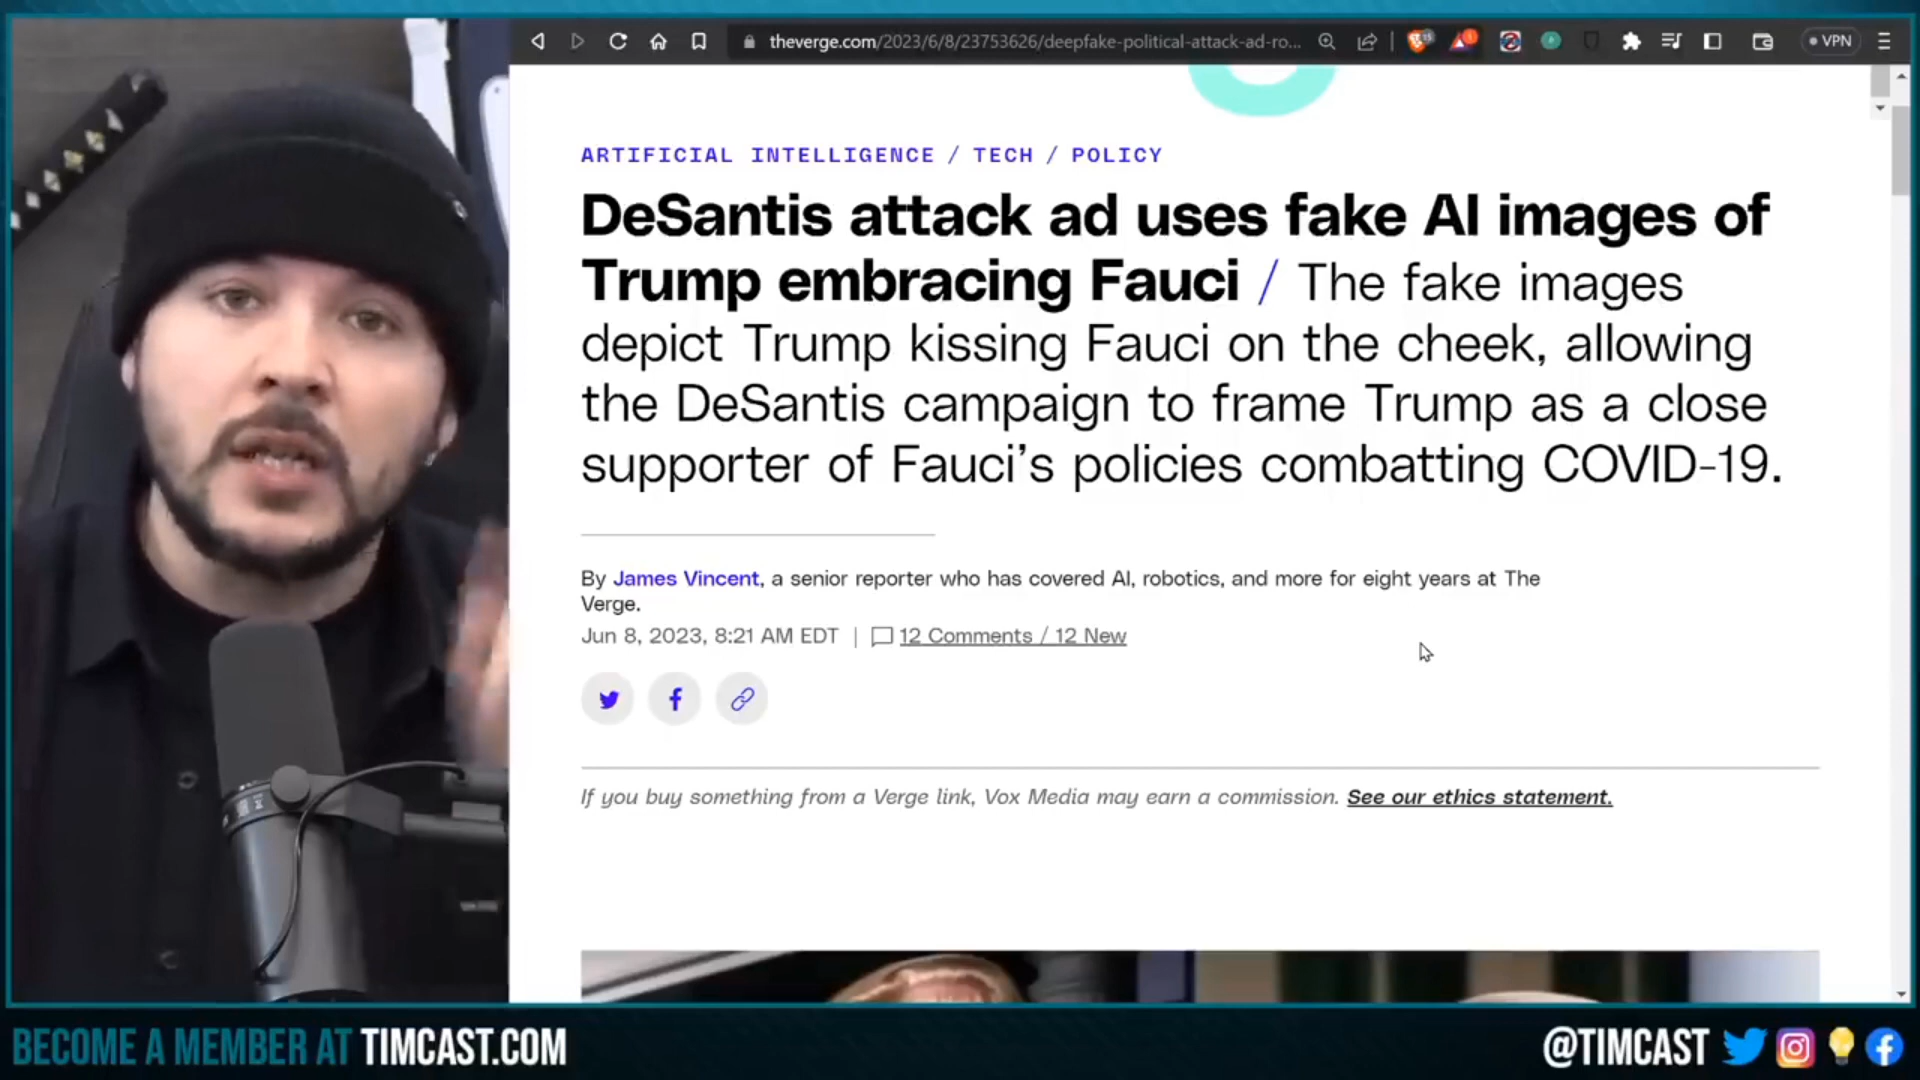 theverge.com/2023/6/8/23753626/deepfake-political-attack-ad-ro...
VPN
ARTIFICIAL INTELLIGENCE / TECH / POLICY
DeSantis attack ad uses fake AI images of
Trump embracing Fauci / The fake images
depict Trump kissing Fauci on the cheek, allowing
the DeSantis campaign to frame Trump as a close
supporter of Fauci’s policies combatting COVID-19.
By James Vincent, a senior reporter who has covered AI, robotics, and more for eight years at The
Verge.
Jun 8, 2023, 8:21 AM EDT | 12 Comments / 12 New
If you buy something from a Verge link, Vox Media may earn a commission. See our ethics statement.
BECOME A MEMBER AT TIMCAST.COM
@TIMCAST